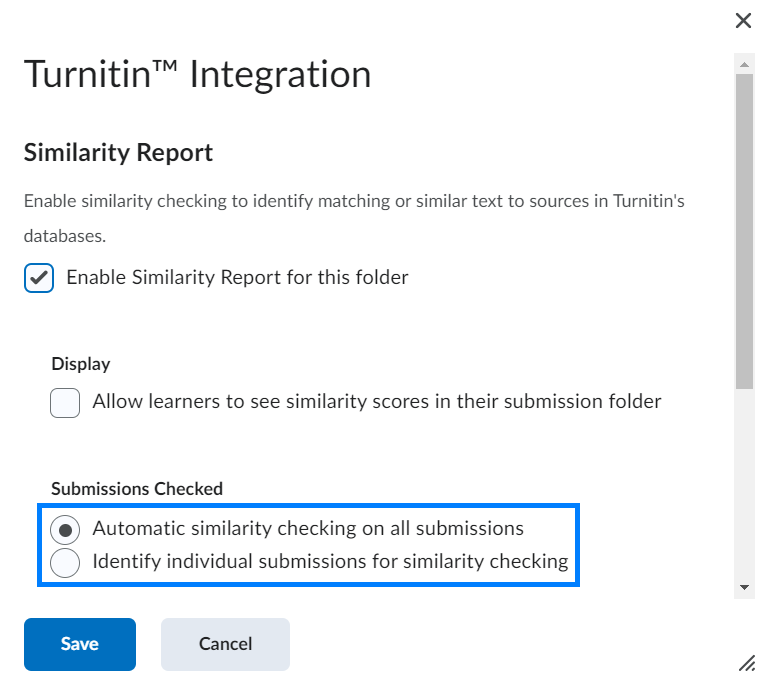 Turnitin™ Integration
Similarity Report
Enable similarity checking to identify matching or similar text to sources in Turnitin's
databases.
Enable Similarity Report for this folder
Display
Allow learners to see similarity scores in their submission folder
Submissions Checked
Automatic similarity checking on all submissions
Identify individual submissions for similarity checking
Save Cancel